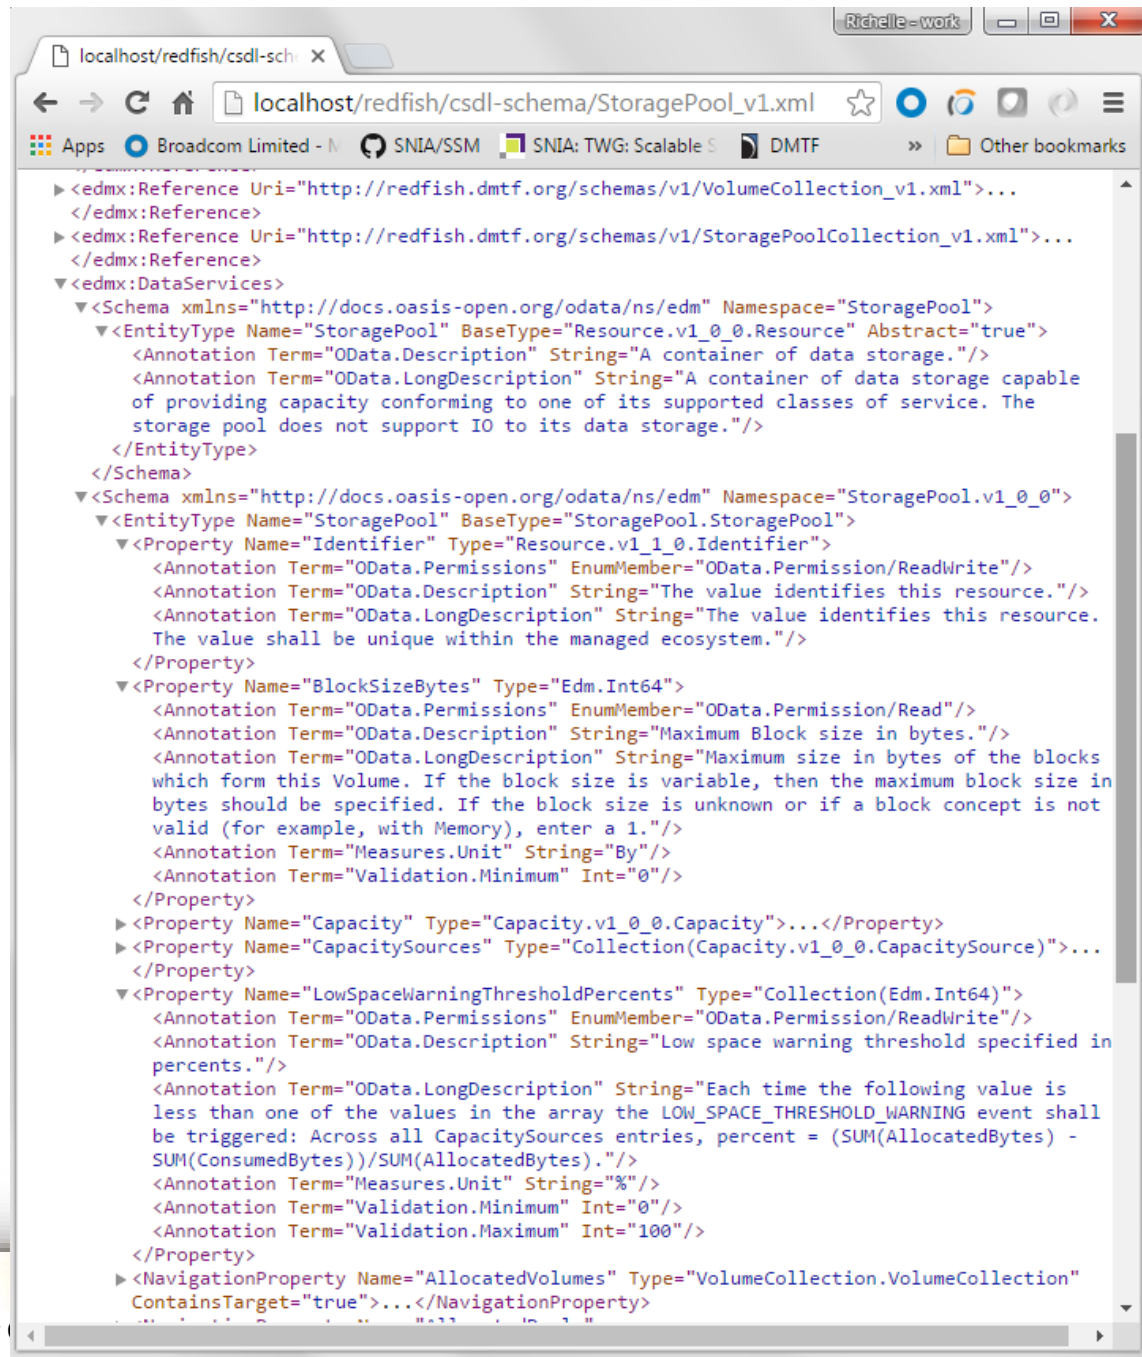 Richelle - work
localhost/redfish/csdl-sch
localhost/redfish/csdl-schema/StoragePool_v1.xml
Apps Broadcom Limited - SNIA/SSM SNIA: TWG: Scalable S DMTF » Other bookmarks
</edmx:Reference>
▶<edmx:Reference Uri="http://redfish.dmtf.org/schemas/v1/VolumeCollection_v1.xml">...
</edmx:Reference>
▶<edmx:Reference Uri="http://redfish.dmtf.org/schemas/v1/StoragePoolCollection_v1.xml">...
</edmx:Reference>
▼<edmx:DataServices>
▼<Schema xmlns="http://docs.oasis-open.org/odata/ns/edm" Namespace="StoragePool">
▼<EntityType Name="StoragePool" BaseType="Resource.v1_0_0.Resource" Abstract="true">
<Annotation Term="OData.Description" String="A container of data storage."/>
<Annotation Term="OData.LongDescription" String="A container of data storage capable
of providing capacity conforming to one of its supported classes of service. The
storage pool does not support IO to its data storage."/>
</EntityType>
</Schema>
▼<Schema xmlns="http://docs.oasis-open.org/odata/ns/edm" Namespace="StoragePool.v1_0_0">
▼<EntityType Name="StoragePool" BaseType="StoragePool.StoragePool">
▼<Property Name="Identifier" Type="Resource.v1_1_0.Identifier">
<Annotation Term="OData.Permissions" EnumMember="OData.Permission/ReadWrite"/>
<Annotation Term="OData.Description" String="The value identifies this resource."/>
<Annotation Term="OData.LongDescription" String="The value identifies this resource.
The value shall be unique within the managed ecosystem."/>
</Property>
▼<Property Name="BlockSizeBytes" Type="Edm.Int64">
<Annotation Term="OData.Permissions" EnumMember="OData.Permission/Read"/>
<Annotation Term="OData.Description" String="Maximum Block size in bytes."/>
<Annotation Term="OData.LongDescription" String="Maximum size in bytes of the blocks
which form this Volume. If the block size is variable, then the maximum block size in
bytes should be specified. If the block size is unknown or if a block concept is not
valid (for example, with Memory), enter a 1."/>
<Annotation Term="Measures.Unit" String="By"/>
<Annotation Term="Validation.Minimum" Int="0"/>
</Property>
▶<Property Name="Capacity" Type="Capacity.v1_0_0.Capacity">...</Property>
▶<Property Name="CapacitySources" Type="Collection(Capacity.v1_0_0.CapacitySource)">...
</Property>
▼<Property Name="LowSpaceWarningThresholdPercents" Type="Collection(Edm.Int64)">
<Annotation Term="OData.Permissions" EnumMember="OData.Permission/ReadWrite"/>
<Annotation Term="OData.Description" String="Low space warning threshold specified in
percents."/>
<Annotation Term="OData.LongDescription" String="Each time the following value is
less than one of the values in the array the LOW_SPACE_THRESHOLD_WARNING event shall
be triggered: Across all CapacitySources entries, percent = (SUM(AllocatedBytes) -
SUM(ConsumedBytes))/SUM(AllocatedBytes)."/>
<Annotation Term="Measures.Unit" String="%"/>
<Annotation Term="Validation.Minimum" Int="0"/>
<Annotation Term="Validation.Maximum" Int="100"/>
</Property>
▶<NavigationProperty Name="AllocatedVolumes" Type="VolumeCollection.VolumeCollection"
ContainsTarget="true">...</NavigationProperty>